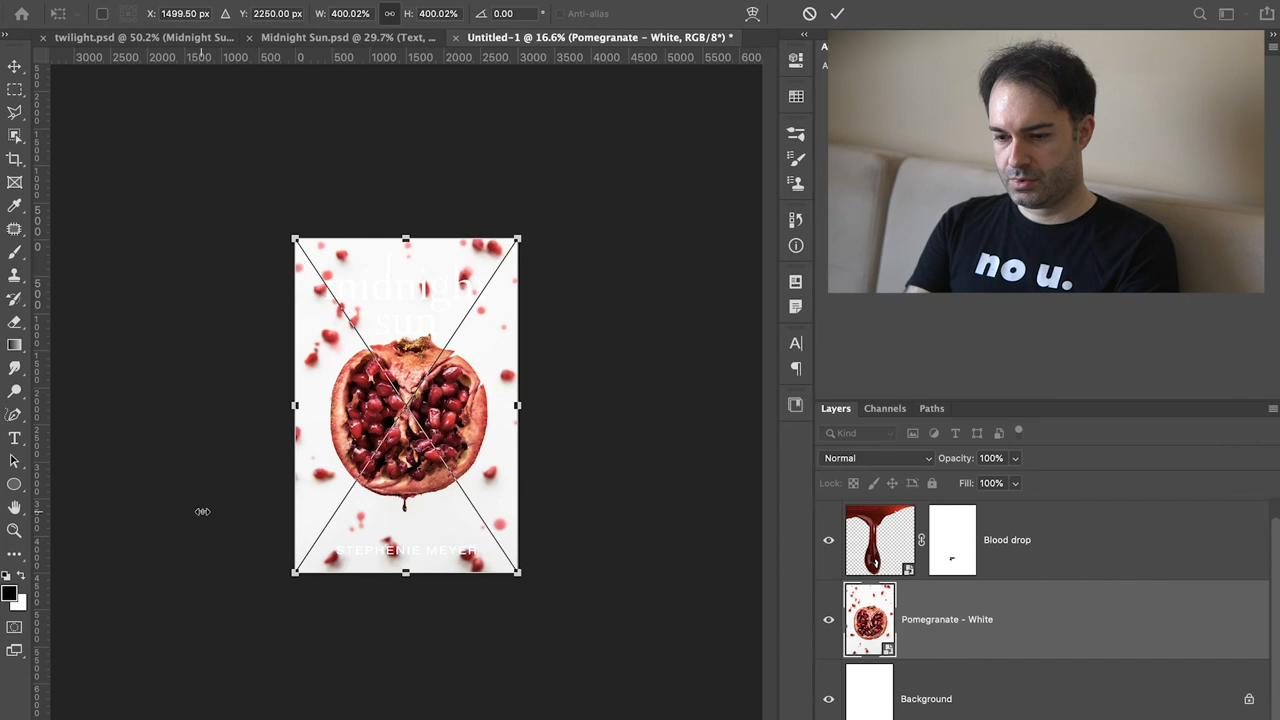 X: 1499.50 px Y: 2250.00 px W: 400.02% H: 400.02% 0.00 ° Anti-alias
× twilight.psd @ 50.2% (Midnight Su... × Midnight Sun.psd @ 29.7% (Text, ... × Untitled-1 @ 16.6% (Pomegranate - White, RGB/8*) *
3000 2500 2000 1500 1000 500 0 500 1000 1500 2000 2500 3000 3500 4000 4500 5000 5500 600
no u.
midnight
sun
STEPHENIE MEYER
Layers Channels Paths
Kind
Normal Opacity: 100%
Lock: Fill: 100%
Blood drop
Pomegranate - White
Background